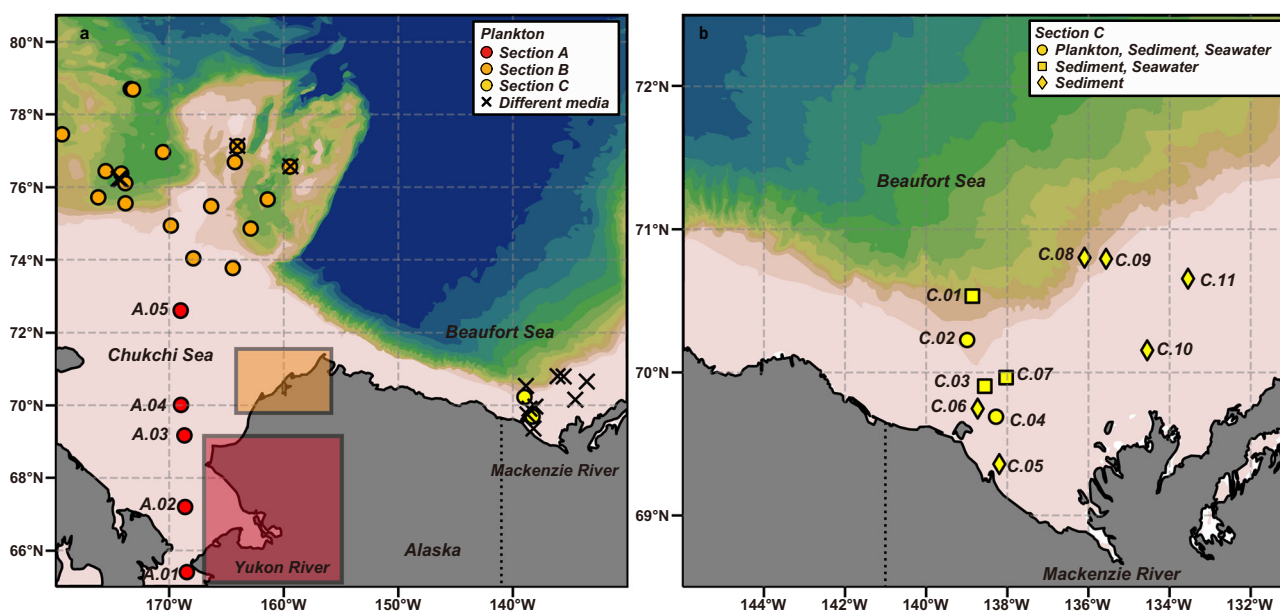 a
Plankton
Section A
Section B
Section C
Different media
80°N
78°N
76°N
74°N
72°N
70°N
68°N
66°N
A.05
A.04
A.03
A.02
A.01
Chukchi Sea
Beaufort Sea
Mackenzie River
Alaska
Yukon River
170°W
160°W
150°W
140°W
b
Section C
Plankton, Sediment, Seawater
Sediment, Seawater
Sediment
72°N
71°N
70°N
69°N
Beaufort Sea
C.08
C.09
C.11
C.01
C.02
C.10
C.03
C.07
C.06
C.04
C.05
Mackenzie River
144°W
142°W
140°W
138°W
136°W
134°W
132°W